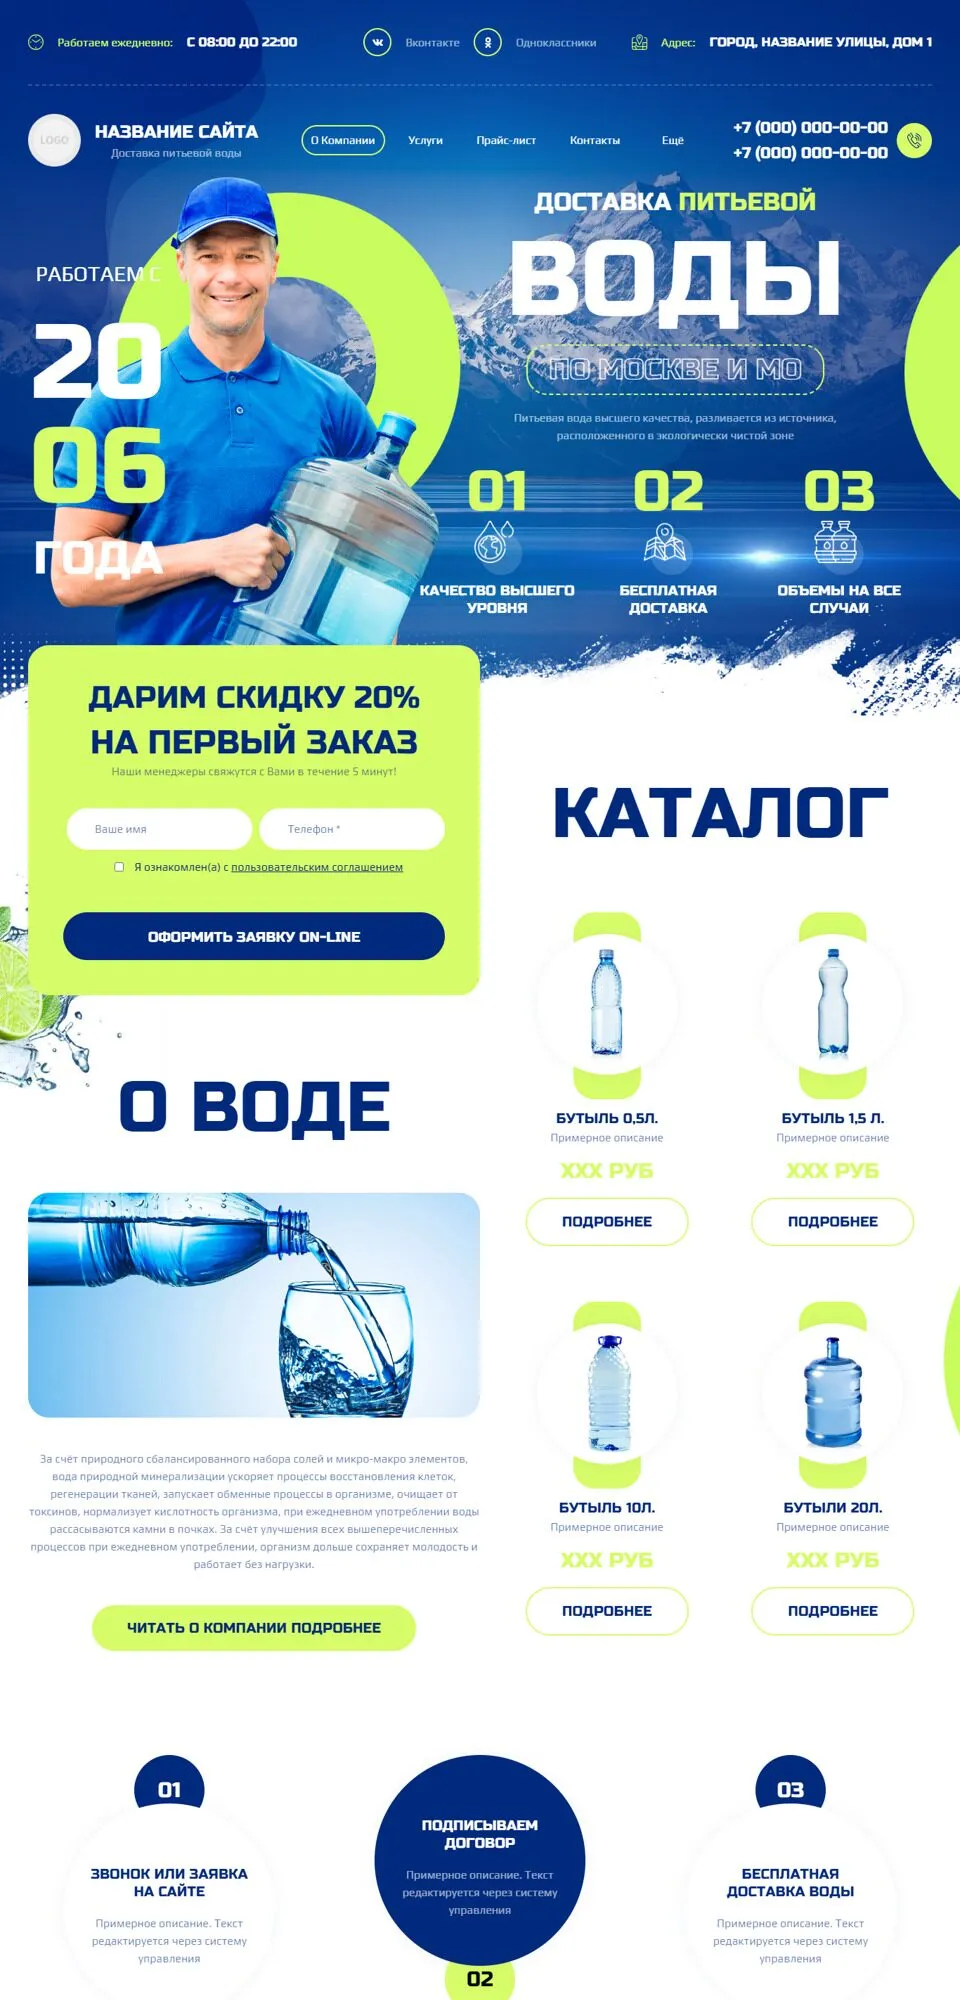 Работаем ежедневно: С 08:00 ДО 22:00
Вконтакте
Одноклассники
Адрес: ГОРОД, НАЗВАНИЕ УЛИЦЫ, ДОМ 1
LOGO
НАЗВАНИЕ САЙТА
Доставка питьевой воды
О Компании
Услуги
Прайс-лист
Контакты
Ещё
+7 (000) 000-00-00
+7 (000) 000-00-00
РАБОТАЕМ С
20
06
ГОДА
ДОСТАВКА ПИТЬЕВОЙ
ВОДЫ
ПО МОСКВЕ И МО
Питьевая вода высшего качества, разливается из источника,
расположенного в экологически чистой зоне
01
КАЧЕСТВО ВЫСШЕГО
УРОВНЯ
02
БЕСПЛАТНАЯ
ДОСТАВКА
03
ОБЪЕМЫ НА ВСЕ
СЛУЧАИ
ДАРИМ СКИДКУ 20%
НА ПЕРВЫЙ ЗАКАЗ
Наши менеджеры свяжутся с Вами в течение 5 минут!
Ваше имя
Телефон *
Я ознакомлен(а) с пользовательским соглашением
ОФОРМИТЬ ЗАЯВКУ ON-LINE
О ВОДЕ
За счёт природного сбалансированного набора солей и микро-макро элементов,
вода природной минерализации ускоряет процессы восстановления клеток,
регенерации тканей, запускает обменные процессы в организме, очищает от
токсинов, нормализует кислотность организма, при ежедневном употреблении воды
рассасываются камни в почках. За счёт улучшения всех вышеперечисленных
процессов при ежедневном употреблении, организм дольше сохраняет молодость и
работает без нагрузки.
ЧИТАТЬ О КОМПАНИИ ПОДРОБНЕЕ
КАТАЛОГ
БУТЫЛЬ 0,5Л.
Примерное описание
XXX РУБ
ПОДРОБНЕЕ
БУТЫЛЬ 1,5 Л.
Примерное описание
XXX РУБ
ПОДРОБНЕЕ
БУТЫЛЬ 10Л.
Примерное описание
XXX РУБ
ПОДРОБНЕЕ
БУТЫЛИ 20Л.
Примерное описание
XXX РУБ
ПОДРОБНЕЕ
01
ЗВОНОК ИЛИ ЗАЯВКА
НА САЙТЕ
Примерное описание. Текст
редактируется через систему
управления
ПОДПИСЫВАЕМ
ДОГОВОР
Примерное описание. Текст
редактируется через систему
управления
02
03
БЕСПЛАТНАЯ
ДОСТАВКА ВОДЫ
Примерное описание. Текст
редактируется через систему
управления